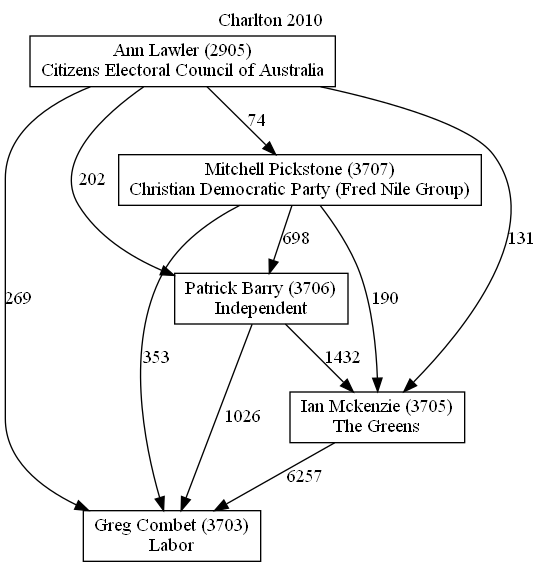 Charlton 2010
Ann Lawler (2905)
Citizens Electoral Council of Australia
74
Mitchell Pickstone (3707)
Christian Democratic Party (Fred Nile Group)
202
698
131
Patrick Barry (3706)
Independent
269
190
353
1432
Ian Mckenzie (3705)
The Greens
1026
6257
Greg Combet (3703)
Labor